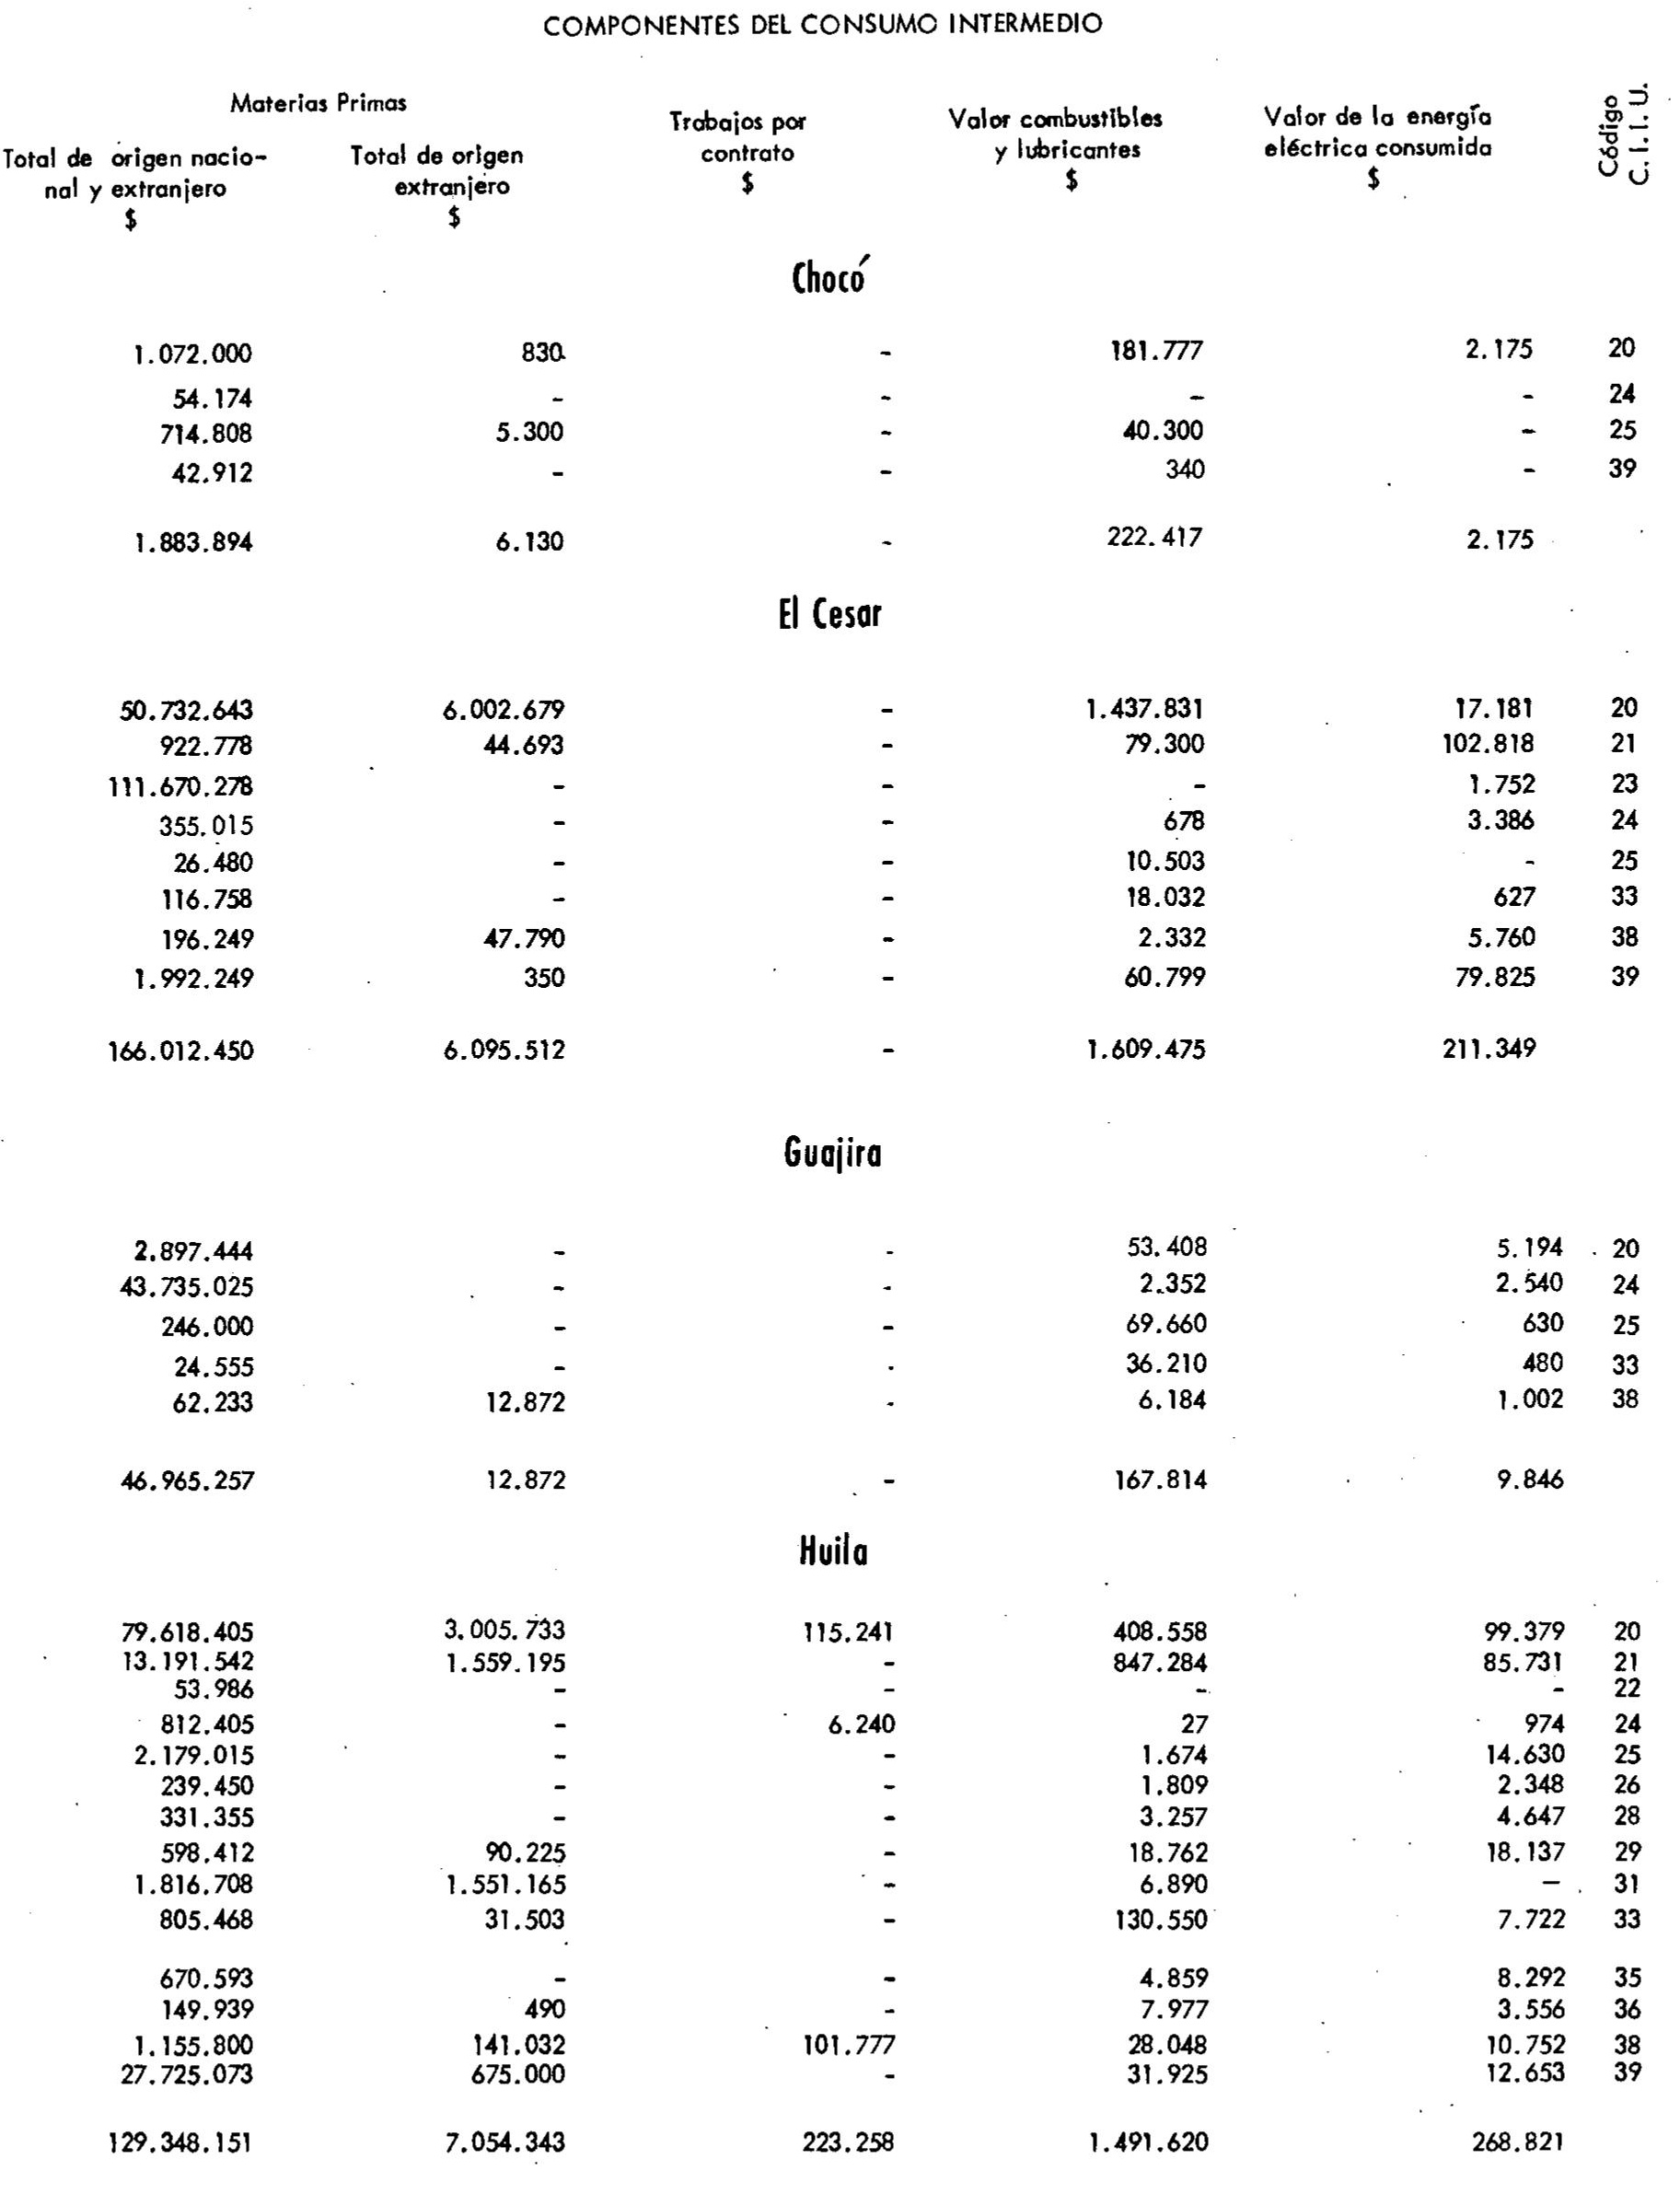 COMPONENTES DEL CONSUMO INTERMEDIO
Materias Primas
Total de origen nacio-
nal y extranjero
$
Total de origen
extranjero
$
Trabajos por
contrato
$
Valor combustibles
y lubricantes
$
Valor de la energía
eléctrica consumida
$
Código
C.I.I.U.
Chocó
1.072.000 830 - 181.777 2.175 20
54.174 - - - - 24
714.808 5.300 - 40.300 - 25
42.912 - - 340 - 39
1.883.894 6.130 - 222.417 2.175
El Cesar
50.732.643 6.002.679 - 1.437.831 17.181 20
922.778 44.693 - 79.300 102.818 21
111.670.278 - - - 1.752 23
355.015 - - 678 3.386 24
26.480 - - 10.503 - 25
116.758 - - 18.032 627 33
196.249 47.790 - 2.332 5.760 38
1.992.249 350 - 60.799 79.825 39
166.012.450 6.095.512 - 1.609.475 211.349
Guajira
2.897.444 - - 53.408 5.194 20
43.735.025 - - 2.352 2.540 24
246.000 - - 69.660 630 25
24.555 - - 36.210 480 33
62.233 12.872 - 6.184 1.002 38
46.965.257 12.872 - 167.814 9.846
Huila
79.618.405 3.005.733 115.241 408.558 99.379 20
13.191.542 1.559.195 - 847.284 85.731 21
53.986 - - - - 22
812.405 - 6.240 27 974 24
2.179.015 - - 1.674 14.630 25
239.450 - - 1.809 2.348 26
331.355 - - 3.257 4.647 28
598.412 90.225 - 18.762 18.137 29
1.816.708 1.551.165 - 6.890 - 31
805.468 31.503 - 130.550 7.722 33
670.593 - - 4.859 8.292 35
149.939 490 - 7.977 3.556 36
1.155.800 141.032 101.777 28.048 10.752 38
27.725.073 675.000 - 31.925 12.653 39
129.348.151 7.054.343 223.258 1.491.620 268.821